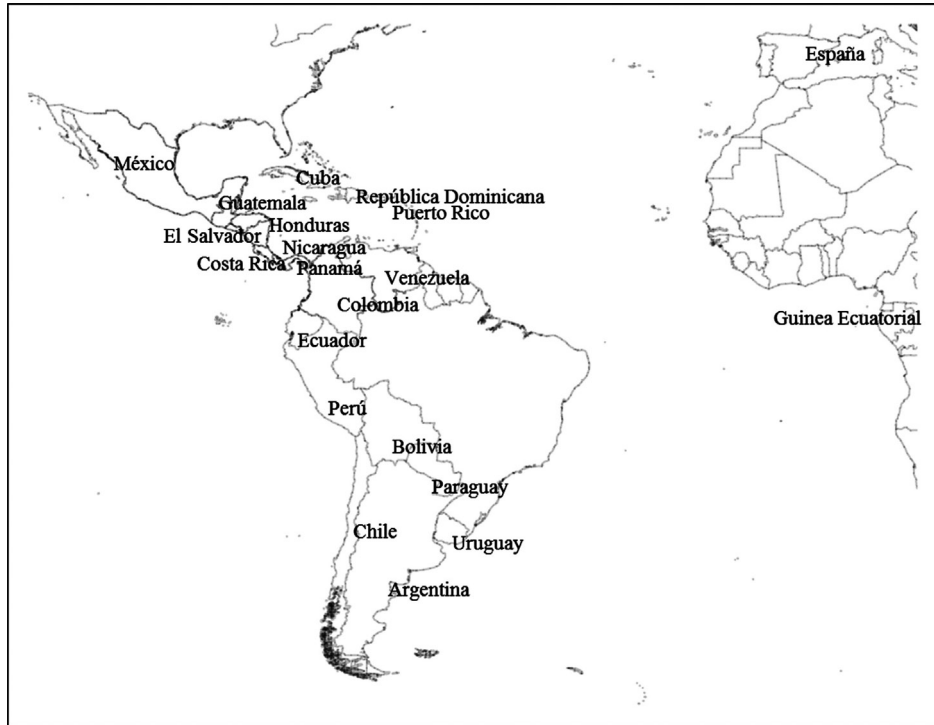 España
México
Cuba
República Dominicana
Guatemala
Puerto Rico
Honduras
El Salvador
Nicaragua
Costa Rica
Panamá
Venezuela
Colombia
Guinea Ecuatorial
Ecuador
Perú
Bolivia
Paraguay
Chile
Uruguay
Argentina